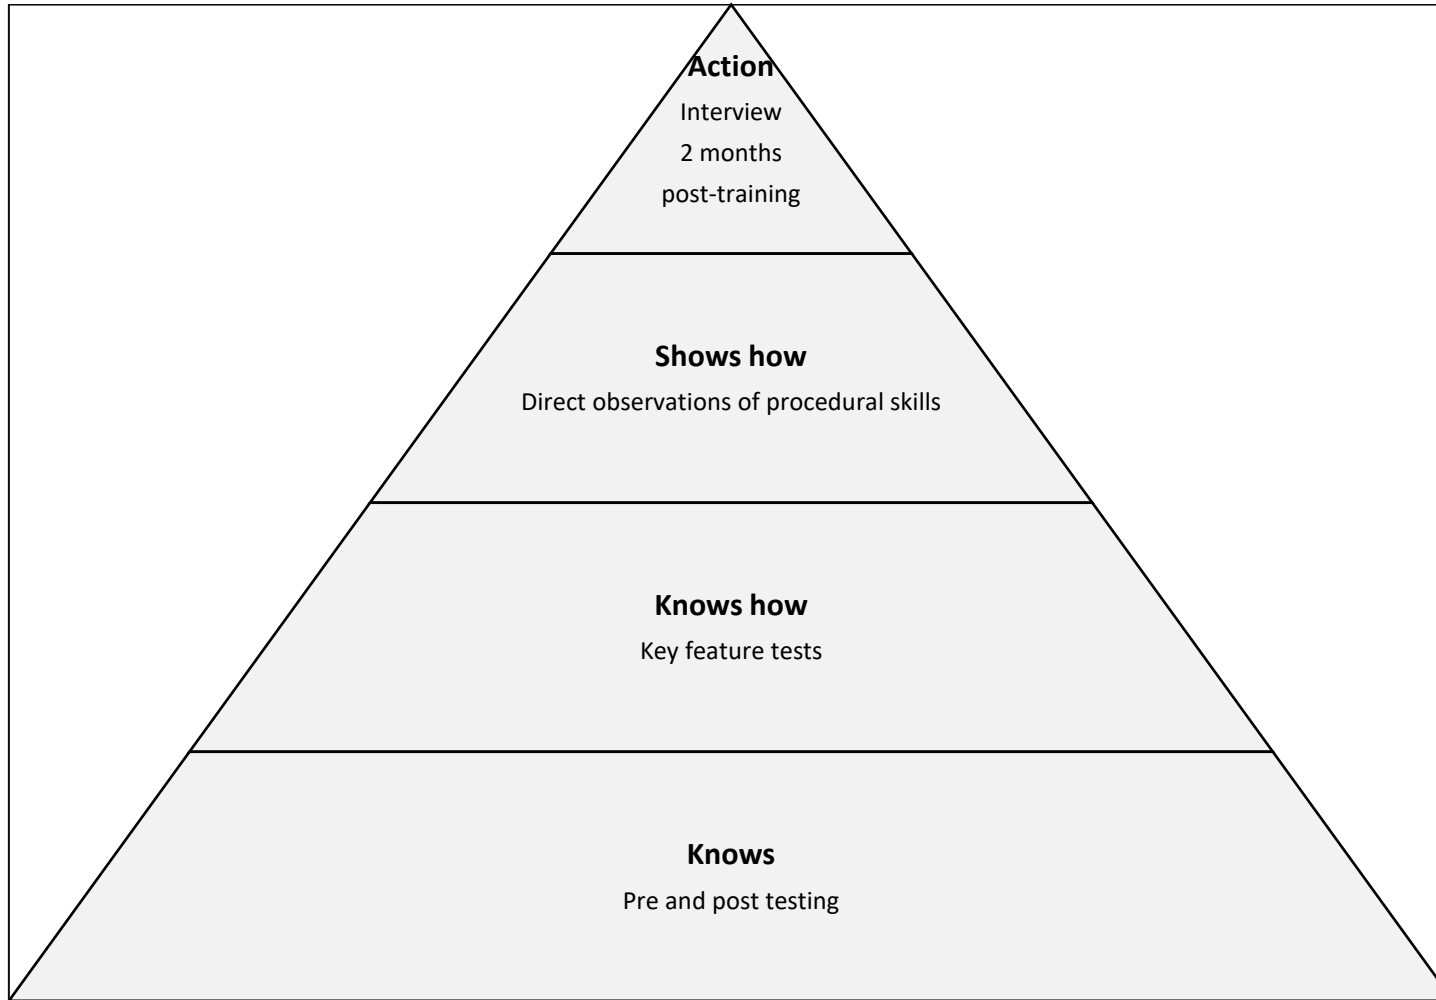 Action
Interview
2 months
post-training
Shows how
Direct observations of procedural skills
Knows how
Key feature tests
Knows
Pre and post testing